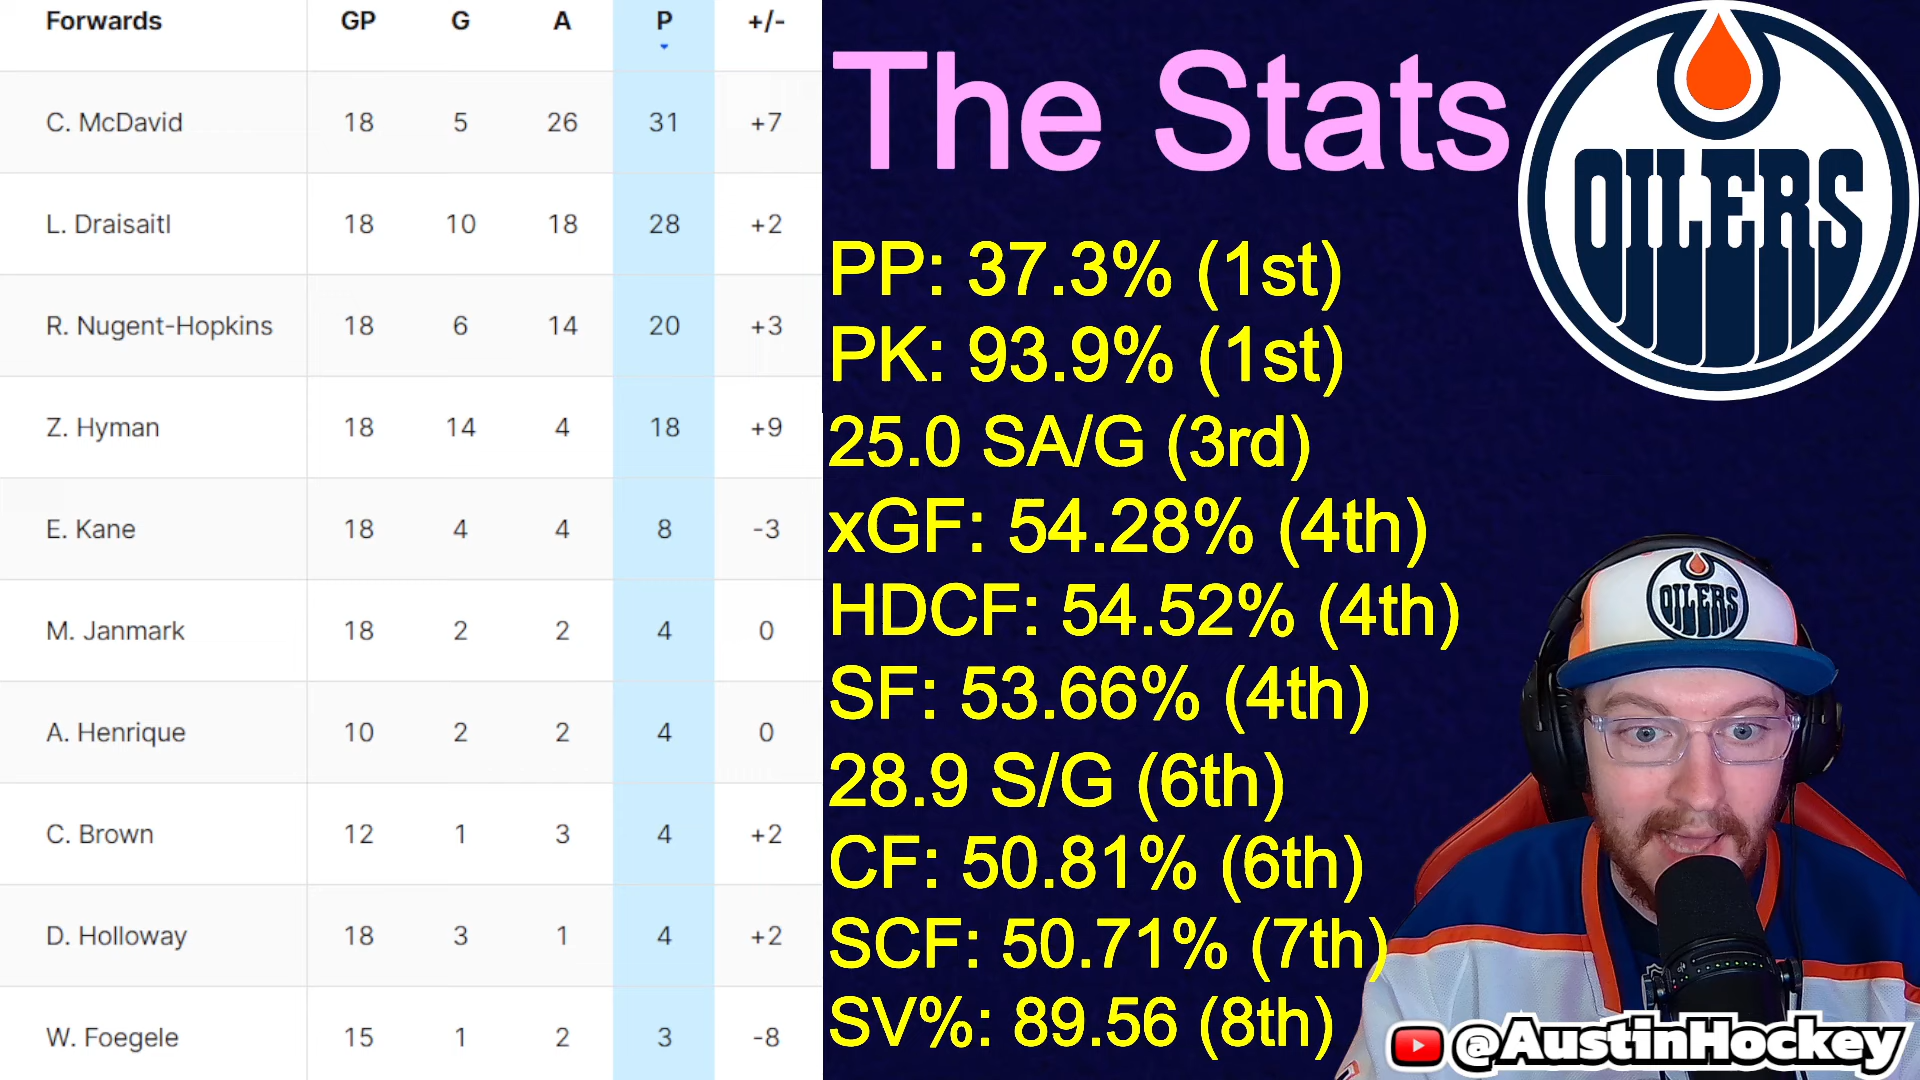 Forwards GP G A P +/-
C. McDavid 18 5 26 31 +7
L. Draisaitl 18 10 18 28 +2
R. Nugent-Hopkins 18 6 14 20 +3
Z. Hyman 18 14 4 18 +9
E. Kane 18 4 4 8 -3
M. Janmark 18 2 2 4 0
A. Henrique 10 2 2 4 0
C. Brown 12 1 3 4 +2
D. Holloway 18 3 1 4 +2
W. Foegele 15 1 2 3 -8
The Stats
PP: 37.3% (1st)
PK: 93.9% (1st)
25.0 SA/G (3rd)
xGF: 54.28% (4th)
HDCF: 54.52% (4th)
SF: 53.66% (4th)
28.9 S/G (6th)
CF: 50.81% (6th)
SCF: 50.71% (7th)
SV%: 89.56 (8th)
OILERS
OILERS
@AustinHockey